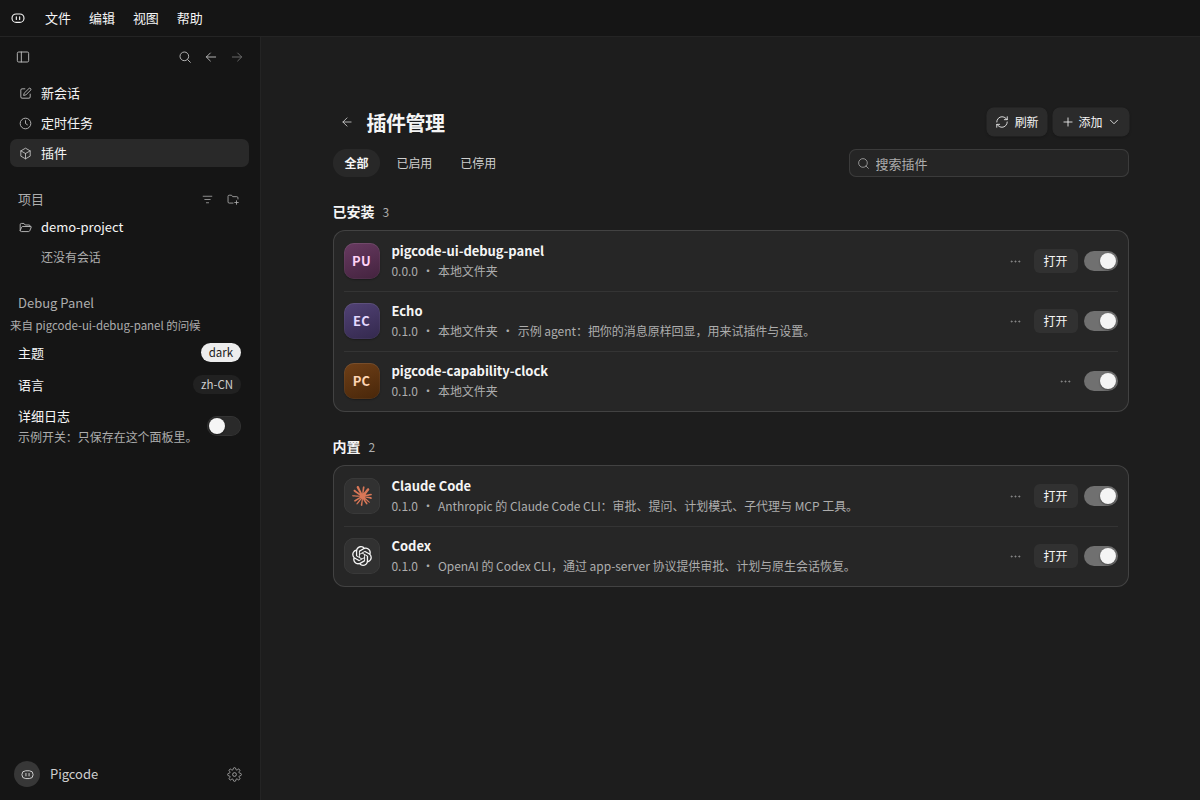 文件 编辑 视图 帮助
新会话
定时任务
插件
项目
demo-project
还没有会话
Debug Panel
来自 pigcode-ui-debug-panel 的问候
主题 dark
语言 zh-CN
详细日志
示例开关：只保存在这个面板里。
Pigcode
插件管理
刷新 添加
全部 已启用 已停用
搜索插件
已安装 3
PU
pigcode-ui-debug-panel
0.0.0 · 本地文件夹
··· 打开
EC
Echo
0.1.0 · 本地文件夹 · 示例 agent：把你的消息原样回显，用来试插件与设置。
··· 打开
PC
pigcode-capability-clock
0.1.0 · 本地文件夹
···
内置 2
Claude Code
0.1.0 · Anthropic 的 Claude Code CLI：审批、提问、计划模式、子代理与 MCP 工具。
··· 打开
Codex
0.1.0 · OpenAI 的 Codex CLI，通过 app-server 协议提供审批、计划与原生会话恢复。
··· 打开